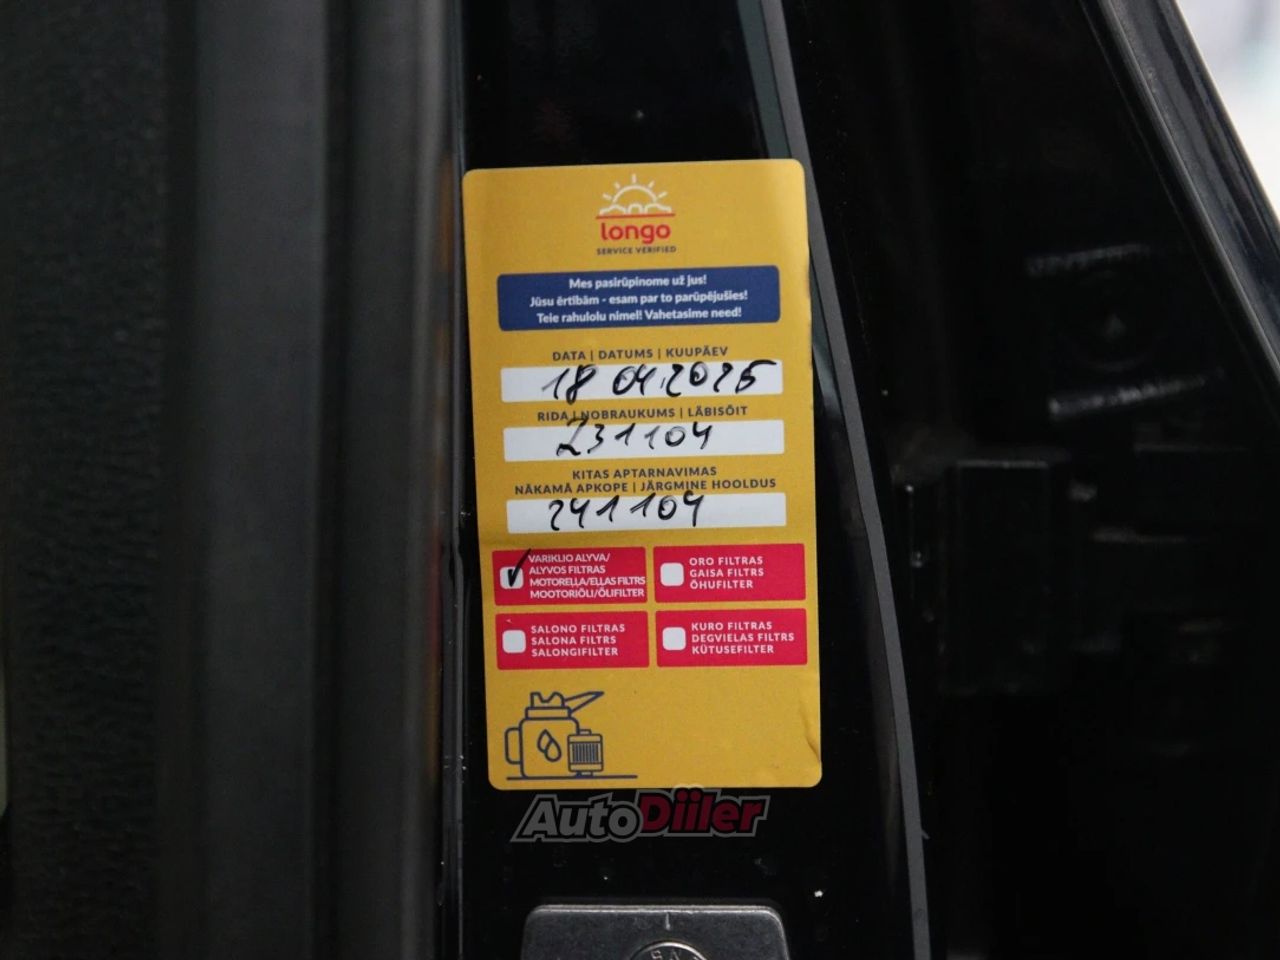 longo
SERVICE VERIFIED
Mes pasirūpinome už jus!
Jūsu ērtībām - esam par to parūpējušies!
Teie rahulolu nimel! Vahetasime need!
DATA | DATUMS | KUUPÄEV
18 04.2025
RIDA | NOBRAUKUMS | LÄBISÕIT
231104
KITAS APTARNAVIMAS
NĀKAMĀ APKOPE | JÄRGMINE HOOLDUS
241104
VARIKLIO ALYVA/
ALYVOS FILTRAS
MOTOREĻĻA/EĻĻAS FILTRS
MOOTORIÕLI/ÕLIFILTER
ORO FILTRAS
GAISA FILTRS
ÕHUFILTER
SALONO FILTRAS
SALONA FILTRS
SALONGIFILTER
KURO FILTRAS
DEGVIELAS FILTRS
KÜTUSEFILTER
AutoDiiler